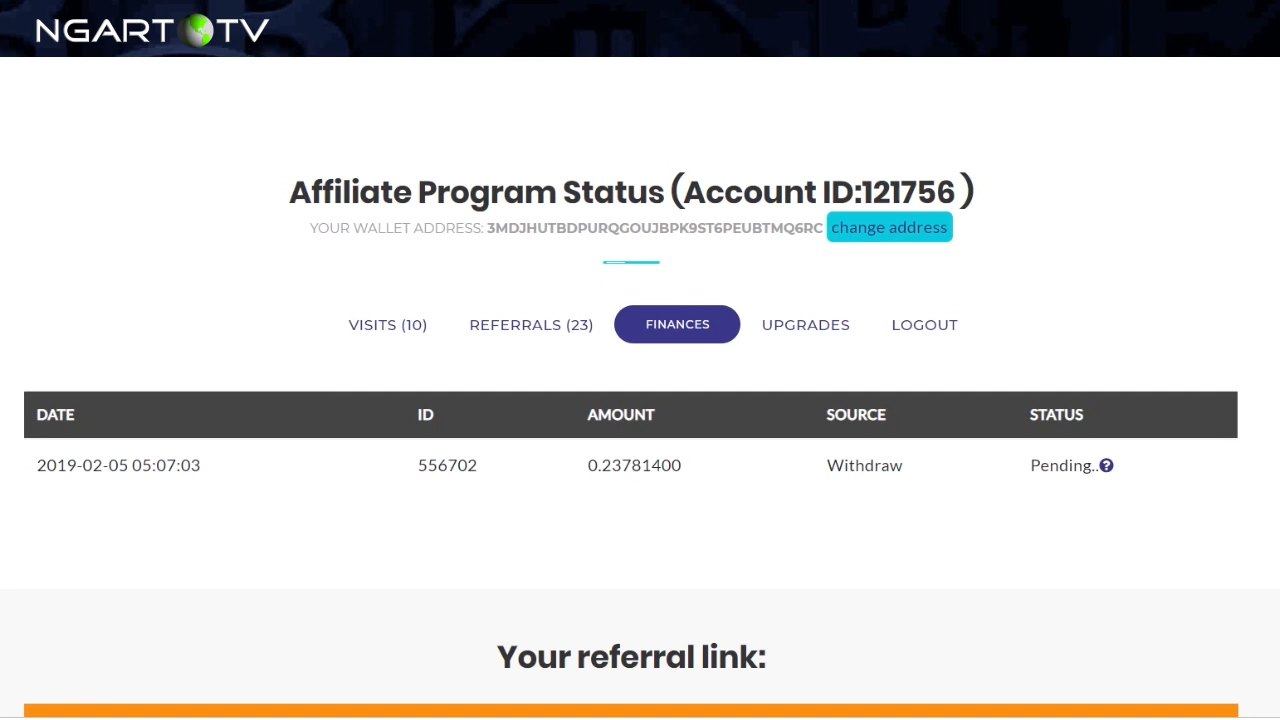 NGART TV
Affiliate Program Status (Account ID:121756 )
YOUR WALLET ADDRESS: 3MDJHUTBDPURQGOUJBPK9ST6PEUBTMQ6RC change address
VISITS (10) REFERRALS (23) FINANCES UPGRADES LOGOUT
DATE ID AMOUNT SOURCE STATUS
2019-02-05 05:07:03 556702 0.23781400 Withdraw Pending..?
Your referral link: